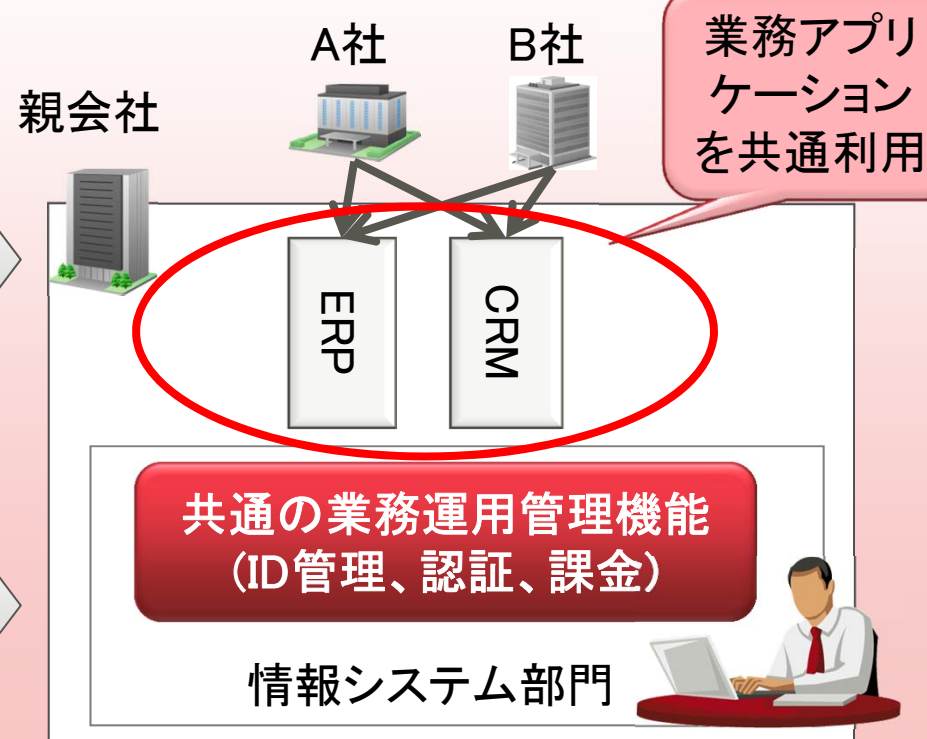 A社
B社
親会社
業務アプリ
ケーション
を共通利用
ERP
CRM
共通の業務運用管理機能
(ID管理、認証、課金)
情報システム部門